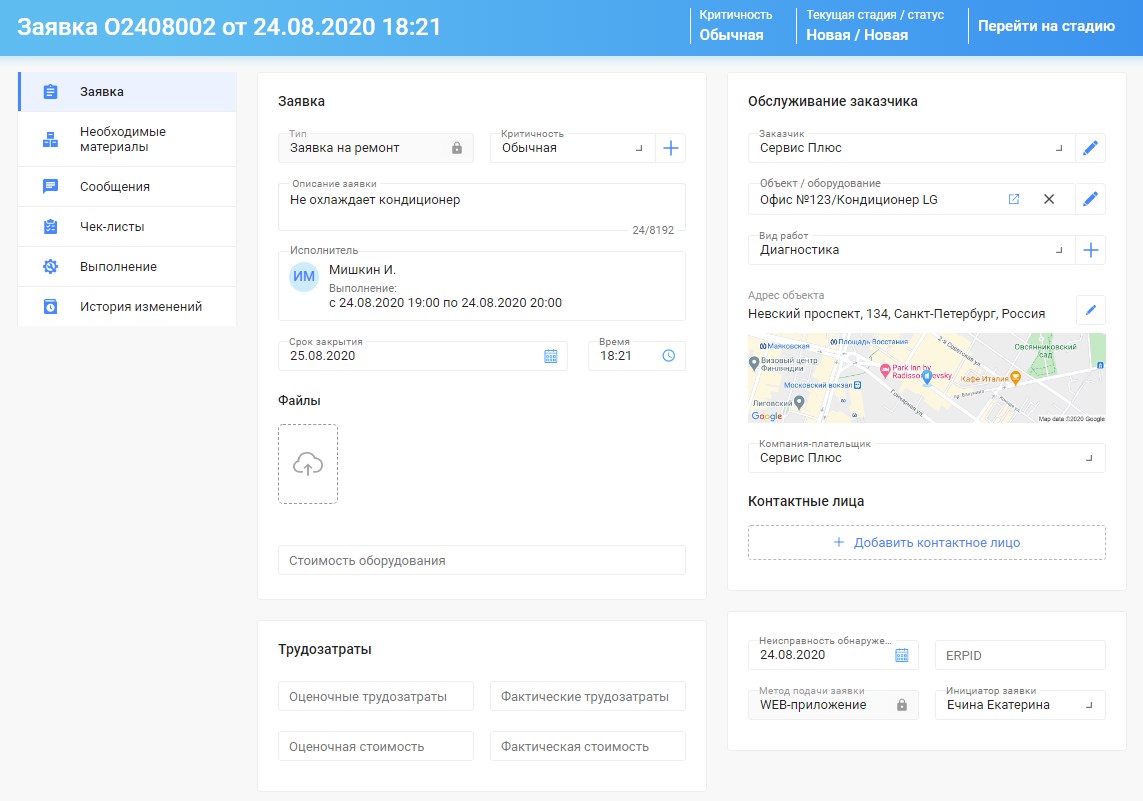 Заявка О2408002 от 24.08.2020 18:21
Критичность
Обычная
Текущая стадия / статус
Новая / Новая
Перейти на стадию
Заявка
Необходимые
материалы
Сообщения
Чек-листы
Выполнение
История изменений
Заявка
Тип
Заявка на ремонт
Критичность
Обычная
Описание заявки
Не охлаждает кондиционер
24/8192
Исполнитель
ИМ
Мишкин И.
Выполнение:
с 24.08.2020 19:00 по 24.08.2020 20:00
Срок закрытия
25.08.2020
Время
18:21
Файлы
Стоимость оборудования
Трудозатраты
Оценочные трудозатраты
Фактические трудозатраты
Оценочная стоимость
Фактическая стоимость
Обслуживание заказчика
Заказчик
Сервис Плюс
Объект / оборудование
Офис №123/Кондиционер LG
Вид работ
Диагностика
Адрес объекта
Невский проспект, 134, Санкт-Петербург, Россия
Маяковская
Площадь Восстания
2-я Советская ул.
Овсянниковский
сад
Визовый центр
Финляндии
Park Inn by
Radisso
evsky
Кафе Италия
Московский вокзал
Гончарная ул.
Лиговский
Google
Map data ©2020 Google
Компания-плательщик
Сервис Плюс
Контактные лица
Добавить контактное лицо
Неисправность обнаруже...
24.08.2020
ERPID
Метод подачи заявки
WEB-приложение
Инициатор заявки
Ечина Екатерина